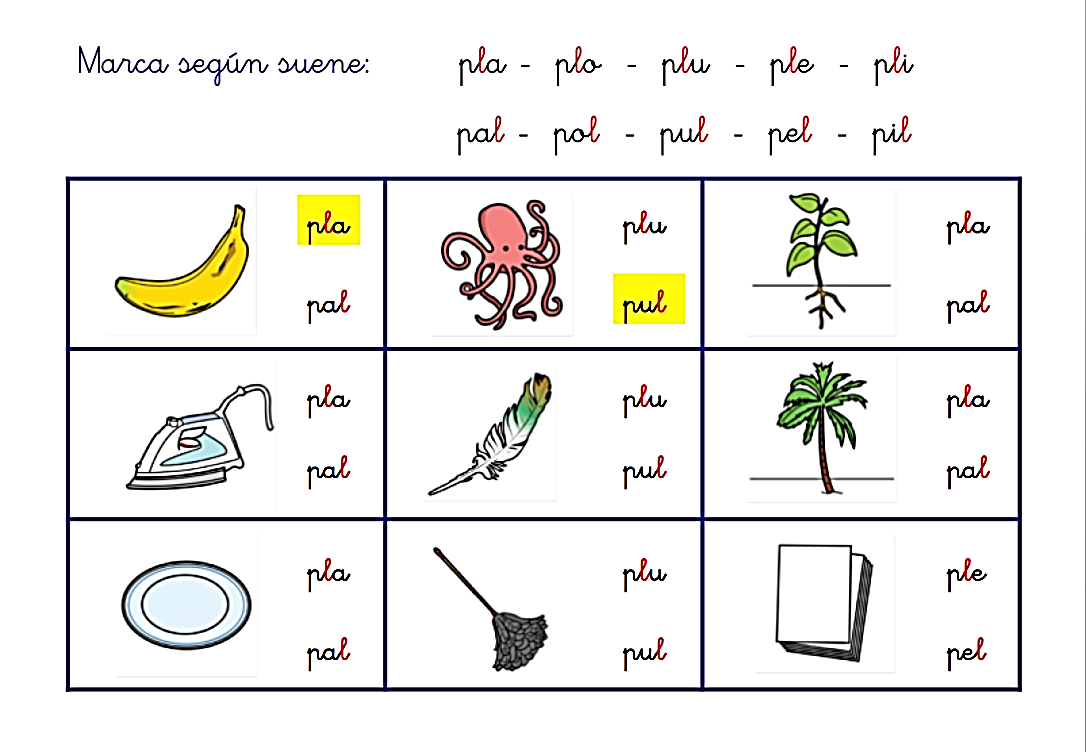 Marca según suene: pla - plo - plu - ple - pli
pal - pol - pul - pel - pil
pla plu pla
pal pul pal
pla plu pla
pal pul pal
pla plu ple
pal pul pel